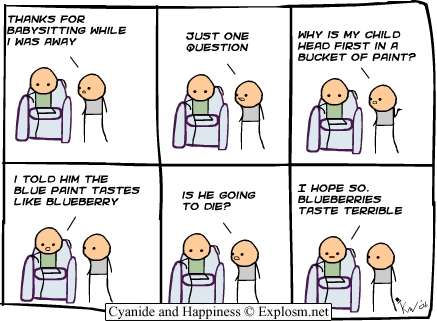 THANKS FOR
BABYSITTING WHILE
I WAS AWAY
JUST ONE
QUESTION
WHY IS MY CHILD
HEAD FIRST IN A
BUCKET OF PAINT?
I TOLD HIM THE
BLUE PAINT TASTES
LIKE BLUEBERRY
IS HE GOING
TO DIE?
I HOPE SO.
BLUEBERRIES
TASTE TERRIBLE
Cyanide and Happiness © Explosm.net